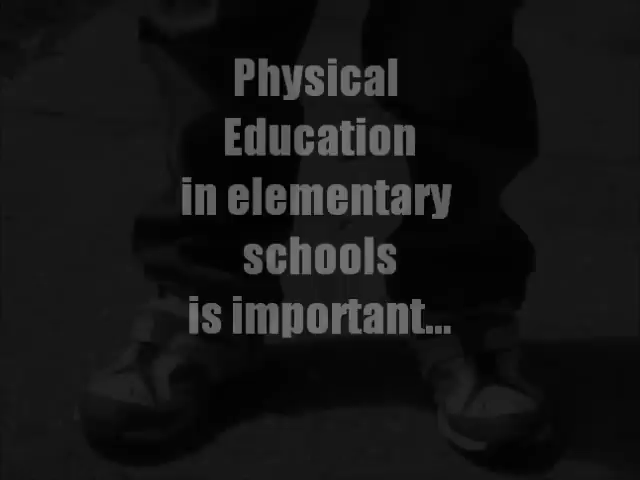 Physical
Education
in elementary
schools
is important...